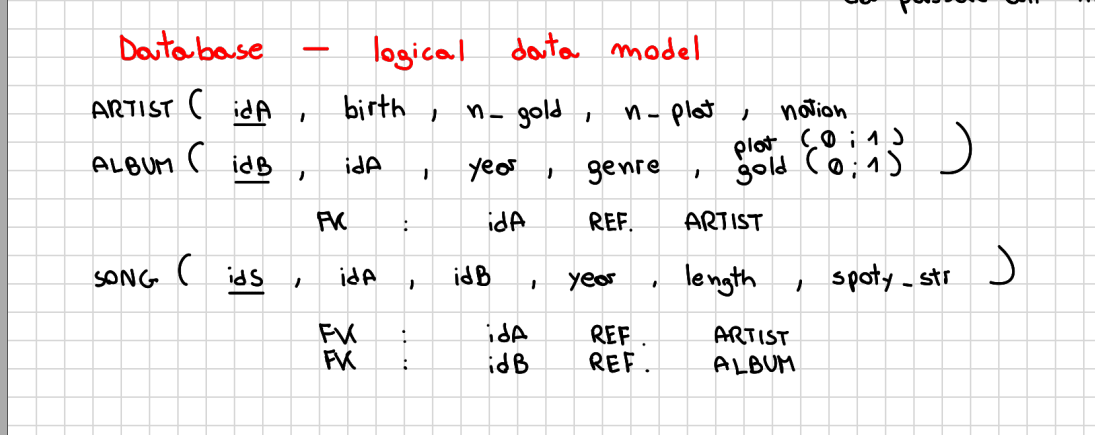 Database - logical data model
ARTIST ( idA , birth , n_gold , n_plat , nation
plat (0;1)
ALBUM ( idB , idA , year , genre , gold (0;1) )
FK : idA REF. ARTIST
SONG ( idS , idA , idB , year , length , spoty_str )
FK : idA REF. ARTIST
FK : idB REF. ALBUM